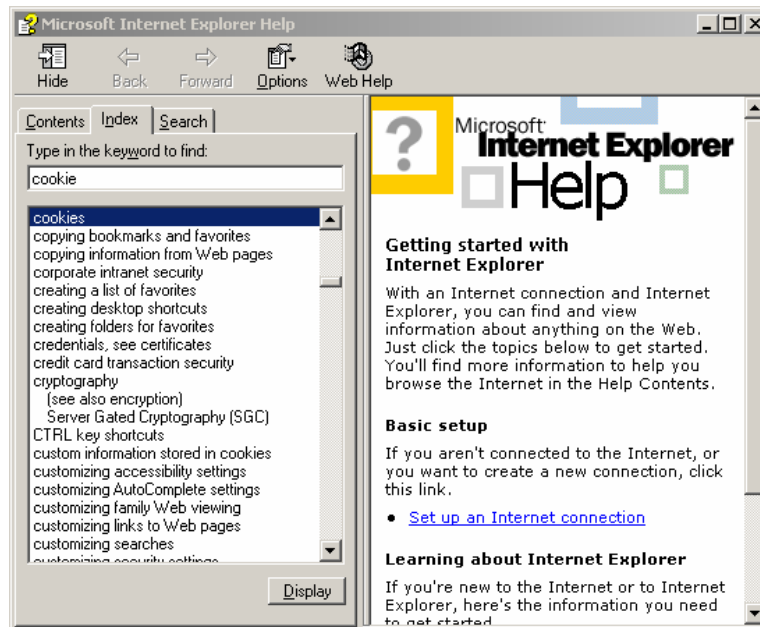 Microsoft Internet Explorer Help
Hide Back Forward Options Web Help
Contents Index Search
Type in the keyword to find:
cookie
cookies
copying bookmarks and favorites
copying information from Web pages
corporate intranet security
creating a list of favorites
creating desktop shortcuts
creating folders for favorites
credentials, see certificates
credit card transaction security
cryptography
(see also encryption)
Server Gated Cryptography (SGC)
CTRL key shortcuts
custom information stored in cookies
customizing accessibility settings
customizing AutoComplete settings
customizing family Web viewing
customizing links to Web pages
customizing searches
customizing security settings
Display
?
Microsoft
Internet Explorer
Help
Getting started with
Internet Explorer
With an Internet connection and Internet
Explorer, you can find and view
information about anything on the Web.
Just click the topics below to get started.
You'll find more information to help you
browse the Internet in the Help Contents.
Basic setup
If you aren't connected to the Internet, or
you want to create a new connection, click
this link.
• Set up an Internet connection
Learning about Internet Explorer
If you're new to the Internet or to Internet
Explorer, here's the information you need
to get started